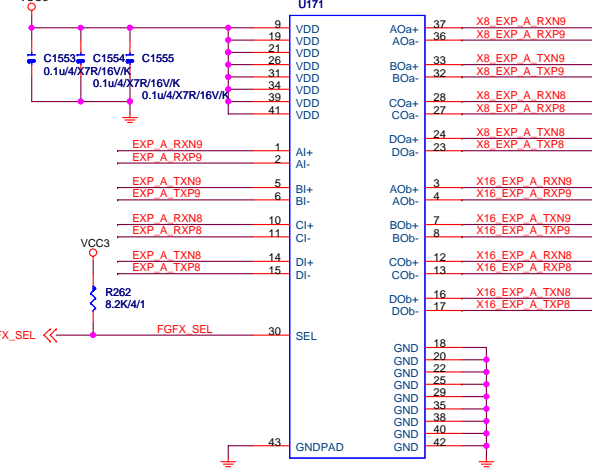 U171
9 VDD
19 VDD
21 VDD
26 VDD
31 VDD
34 VDD
39 VDD
41 VDD
C1553 C1554 C1555
0.1u/4/X7R/16V/K
0.1u/4/X7R/16V/K
0.1u/4/X7R/16V/K
AOa+ 37 X8_EXP_A_RXN9
AOa- 36 X8_EXP_A_RXP9
BOa+ 33 X8_EXP_A_TXN9
BOa- 32 X8_EXP_A_TXP9
COa+ 28 X8_EXP_A_RXN8
COa- 27 X8_EXP_A_RXP8
DOa+ 24 X8_EXP_A_TXN8
DOa- 23 X8_EXP_A_TXP8
EXP_A_RXN9 1 AI+
EXP_A_RXP9 2 AI-
EXP_A_TXN9 5 BI+
EXP_A_TXP9 6 BI-
EXP_A_RXN8 10 CI+
EXP_A_RXP8 11 CI-
EXP_A_TXN8 14 DI+
EXP_A_TXP8 15 DI-
AOb+ 3 X16_EXP_A_RXN9
AOb- 4 X16_EXP_A_RXP9
BOb+ 7 X16_EXP_A_TXN9
BOb- 8 X16_EXP_A_TXP9
COb+ 12 X16_EXP_A_RXN8
COb- 13 X16_EXP_A_RXP8
DOb+ 16 X16_EXP_A_TXN8
DOb- 17 X16_EXP_A_TXP8
VCC3
R262
8.2K/4/1
FGFX_SEL 30 SEL
GND 18
GND 20
GND 22
GND 25
GND 29
GND 35
GND 38
GND 40
GND 42
43 GNDPAD